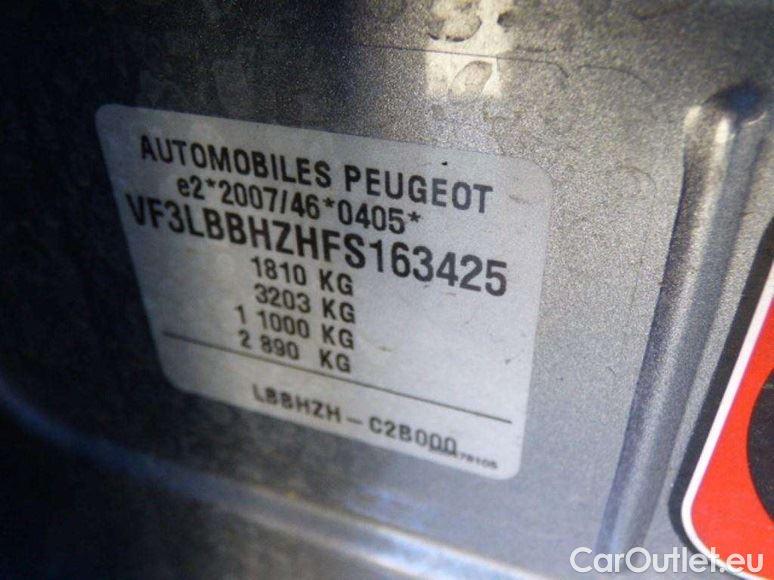 AUTOMOBILES PEUGEOT
e2*2007/46*0405*
VF3LBBHZHFS163425
1810 KG
3203 KG
1 1000 KG
2 890 KG
LBBHZH – C2B000
CarOutlet.eu